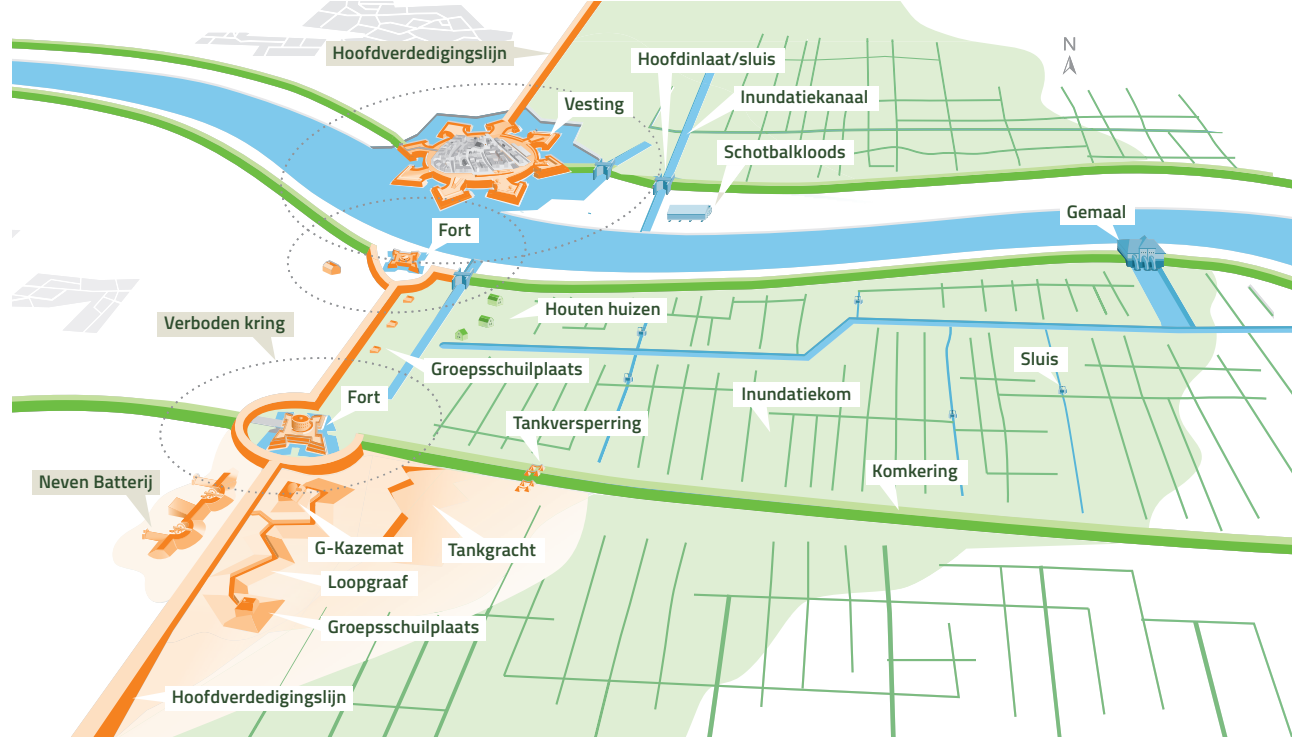 Hoofdverdedigingslijn
Hoofdinlaat/sluis
N
Vesting
Inundatiekanaal
Schotbalkloods
Gemaal
Fort
Houten huizen
Verboden kring
Groepsschuilplaats
Sluis
Fort
Inundatiekom
Tankversperring
Komkering
Neven Batterij
G-Kazemat
Tankgracht
Loopgraaf
Groepsschuilplaats
Hoofdverdedigingslijn